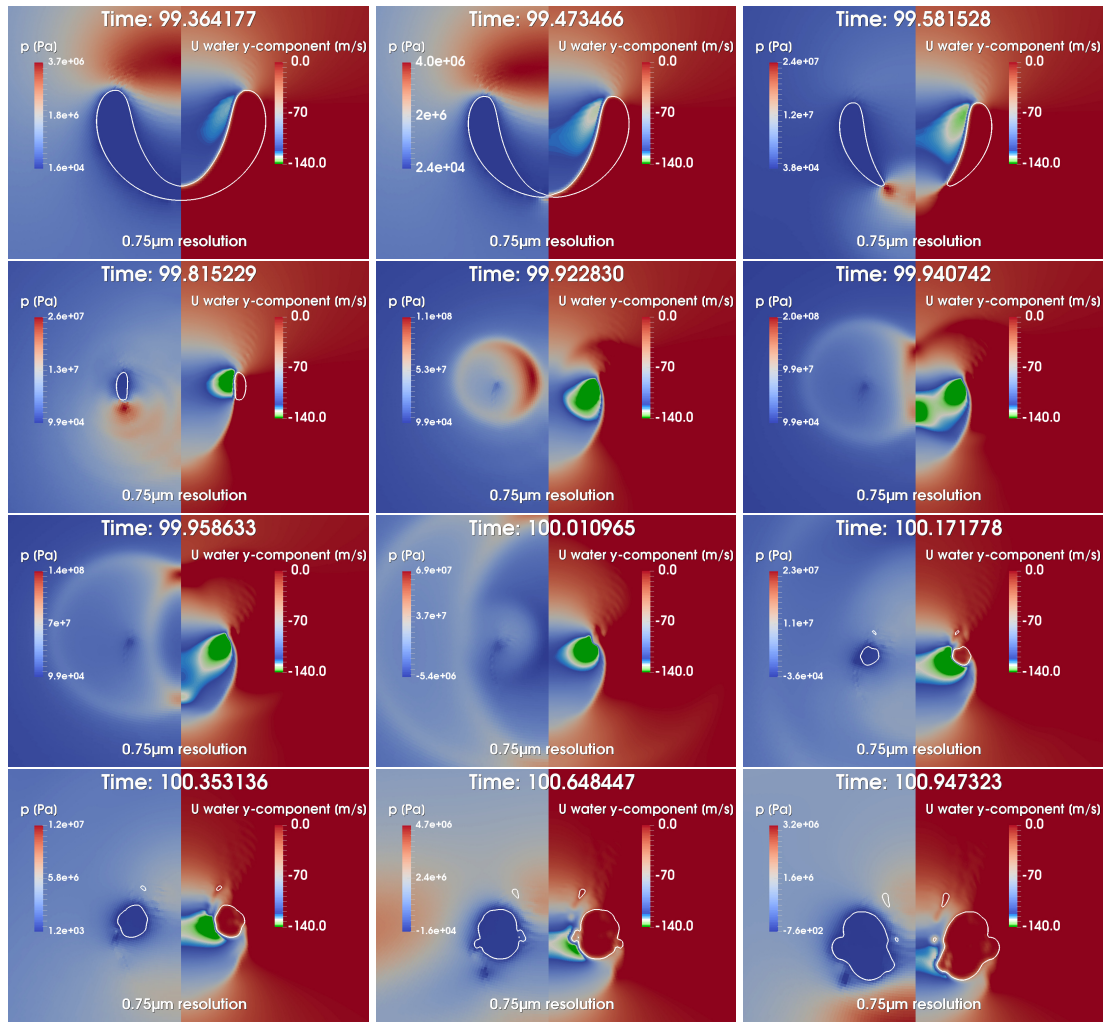 Time: 99.364177
p (Pa) U water y-component (m/s)
3.7e+06 0.0
1.8e+6 -70
1.6e+04 -140.0
0.75µm resolution
Time: 99.473466
p (Pa) U water y-component (m/s)
4.0e+06 0.0
2e+6 -70
2.4e+04 -140.0
0.75µm resolution
Time: 99.581528
p (Pa) U water y-component (m/s)
2.4e+07 0.0
1.2e+7 -70
3.8e+04 -140.0
0.75µm resolution
Time: 99.815229
p (Pa) U water y-component (m/s)
2.6e+07 0.0
1.3e+7 -70
9.9e+04 -140.0
0.75µm resolution
Time: 99.922830
p (Pa) U water y-component (m/s)
1.1e+08 0.0
5.3e+7 -70
9.9e+04 -140.0
0.75µm resolution
Time: 99.940742
p (Pa) U water y-component (m/s)
2.0e+08 0.0
9.9e+7 -70
9.9e+04 -140.0
0.75µm resolution
Time: 99.958633
p (Pa) U water y-component (m/s)
1.4e+08 0.0
7e+7 -70
9.9e+04 -140.0
0.75µm resolution
Time: 100.010965
p (Pa) U water y-component (m/s)
6.9e+07 0.0
3.7e+7 -70
-5.4e+06 -140.0
0.75µm resolution
Time: 100.171778
p (Pa) U water y-component (m/s)
2.3e+07 0.0
1.1e+7 -70
-3.6e+04 -140.0
0.75µm resolution
Time: 100.353136
p (Pa) U water y-component (m/s)
1.2e+07 0.0
5.8e+6 -70
1.2e+03 -140.0
0.75µm resolution
Time: 100.648447
p (Pa) U water y-component (m/s)
4.7e+06 0.0
2.4e+6 -70
-1.6e+04 -140.0
0.75µm resolution
Time: 100.947323
p (Pa) U water y-component (m/s)
3.2e+06 0.0
1.6e+6 -70
-7.6e+02 -140.0
0.75µm resolution